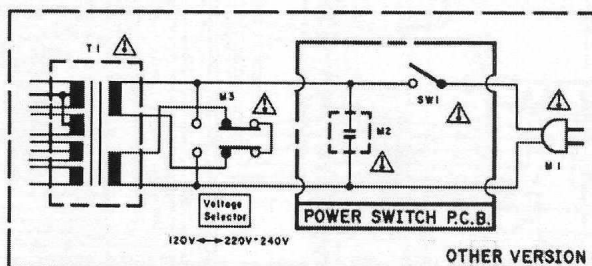 T1
M3
SW1
M2
M1
Voltage
Selector
120V ↔ 220V-240V
POWER SWITCH P.C.B.
OTHER VERSION